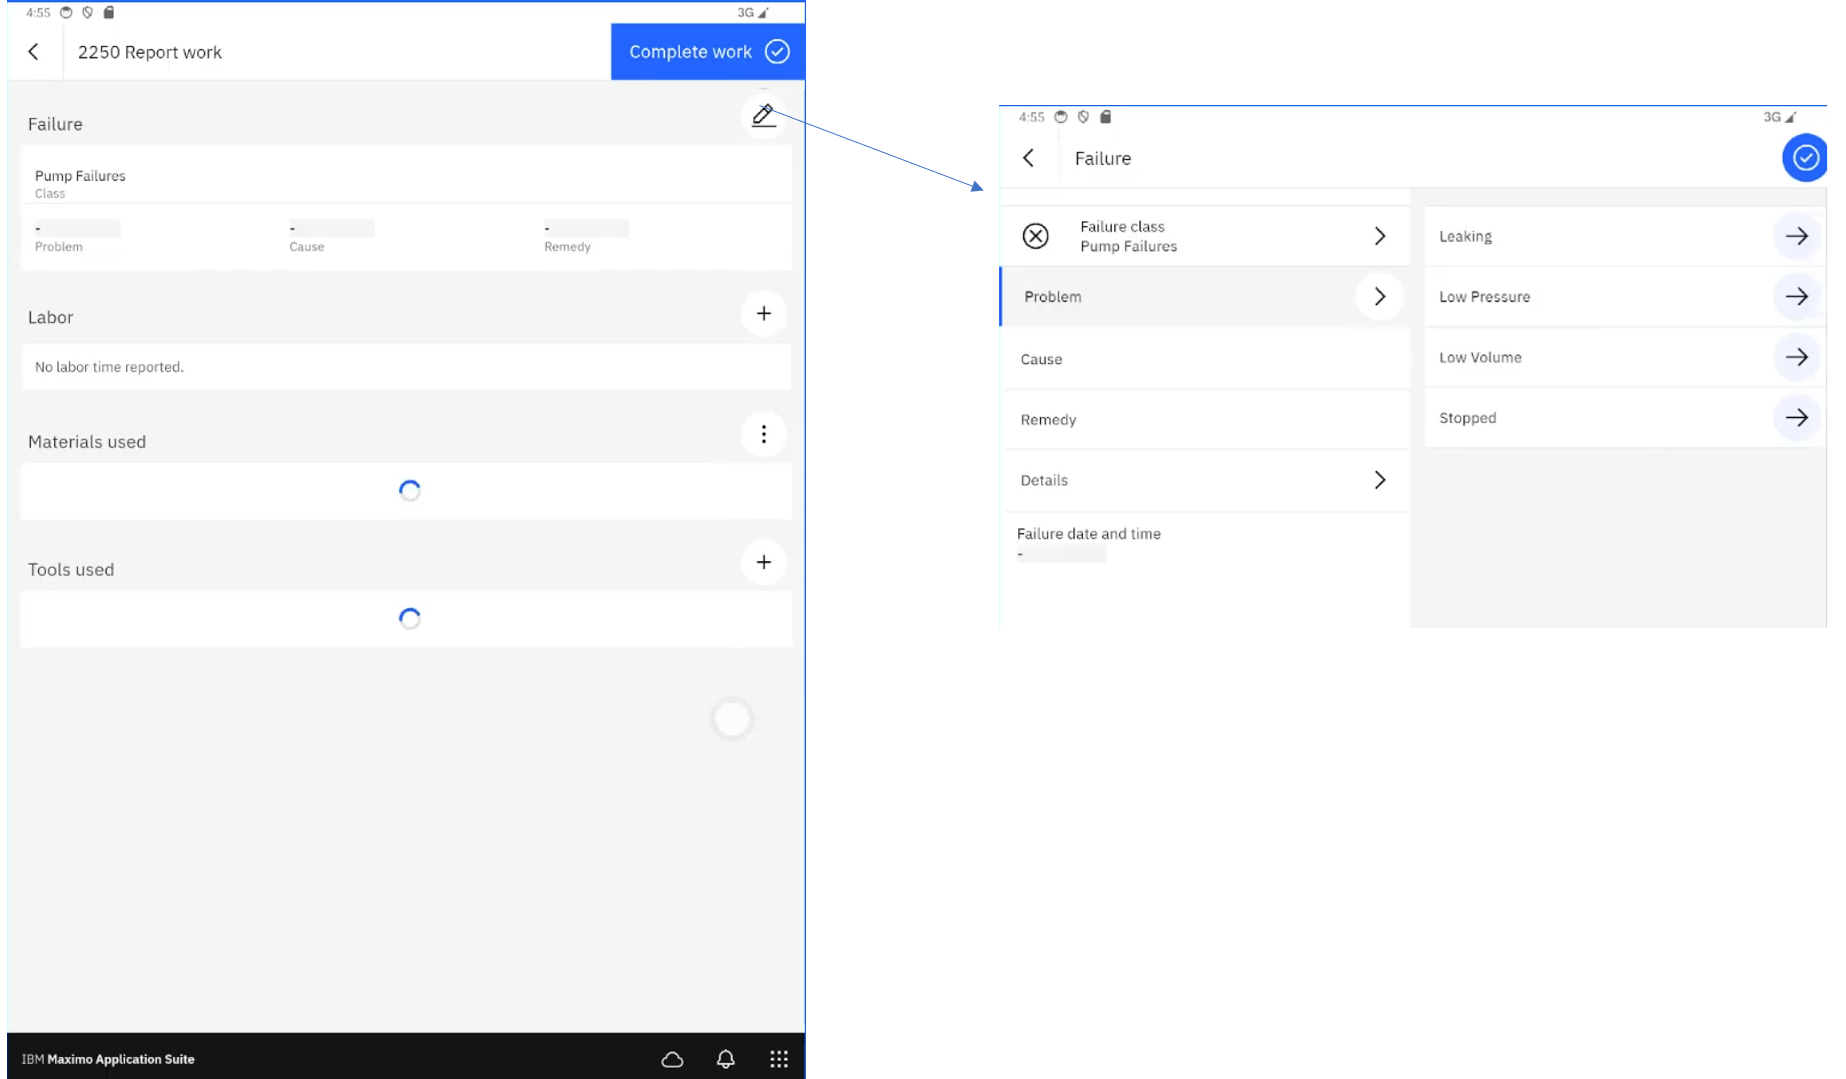 4:55
3G
2250 Report work
Complete work
Failure
Pump Failures
Class
-
-
-
Problem
Cause
Remedy
Labor
No labor time reported.
Materials used
Tools used
IBM Maximo Application Suite
4:55
3G
Failure
Failure class
Pump Failures
Problem
Cause
Remedy
Details
Failure date and time
-
Leaking
Low Pressure
Low Volume
Stopped